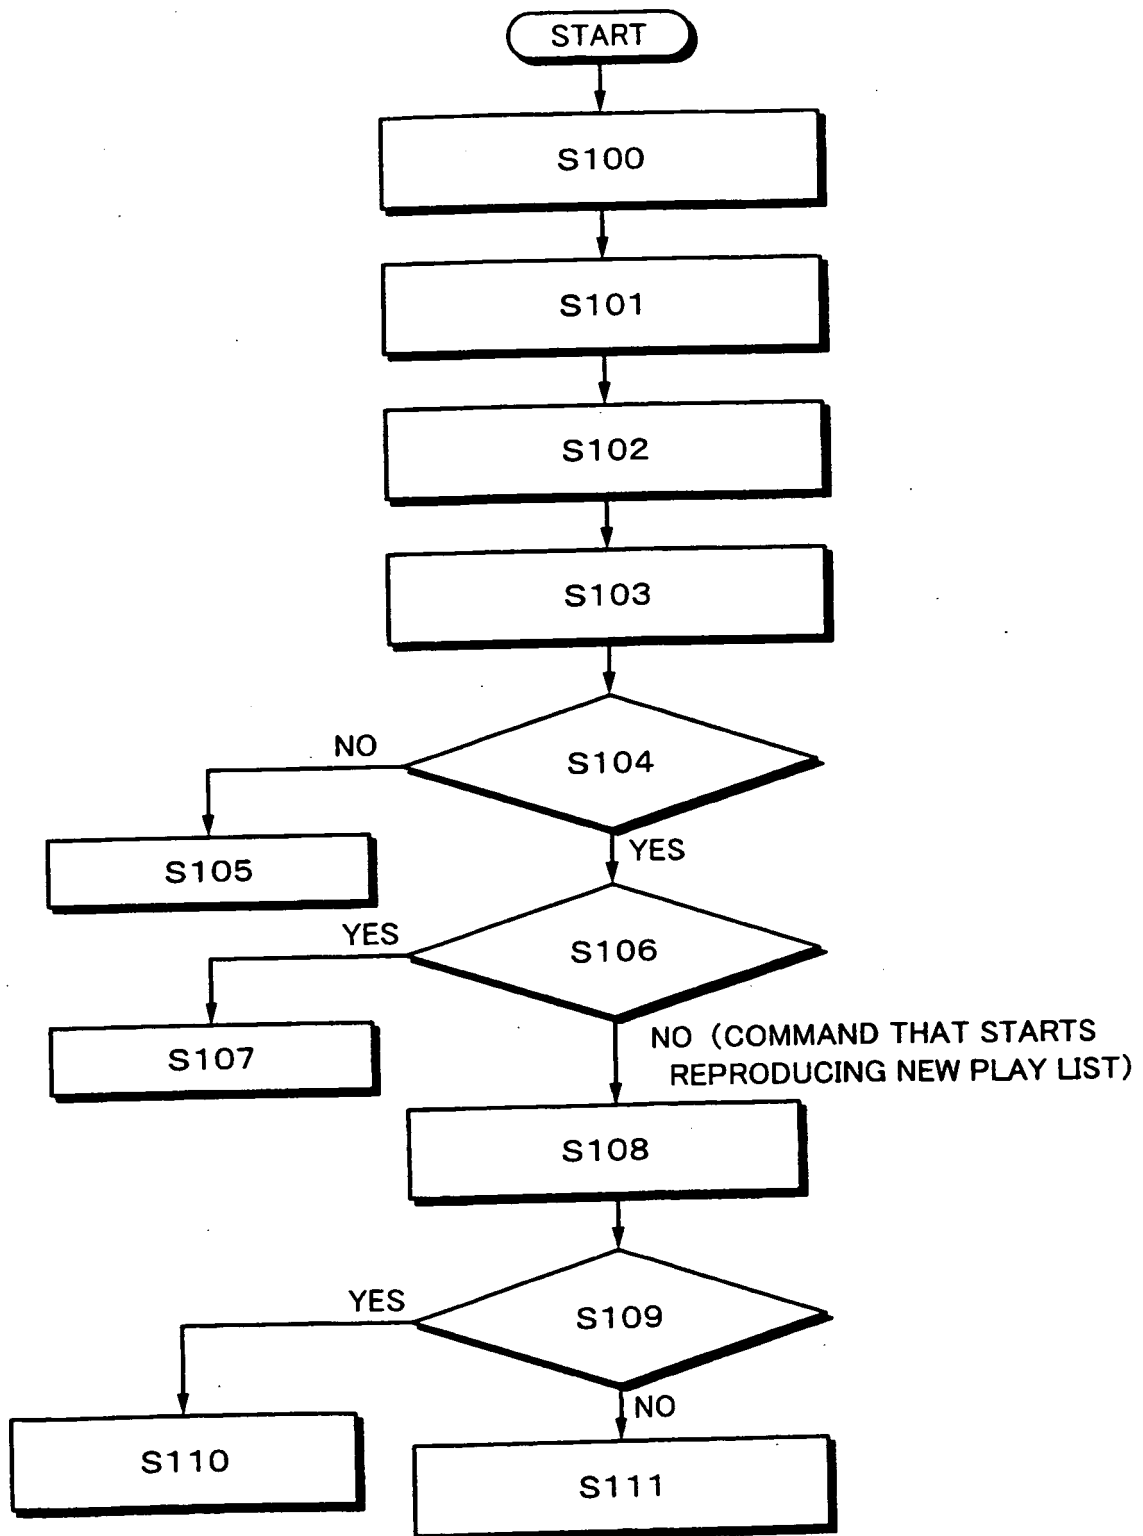 START
S100
S101
S102
S103
S104
NO
S105
YES
S106
YES
S107
NO (COMMAND THAT STARTS
REPRODUCING NEW PLAY LIST)
S108
S109
YES
S110
NO
S111